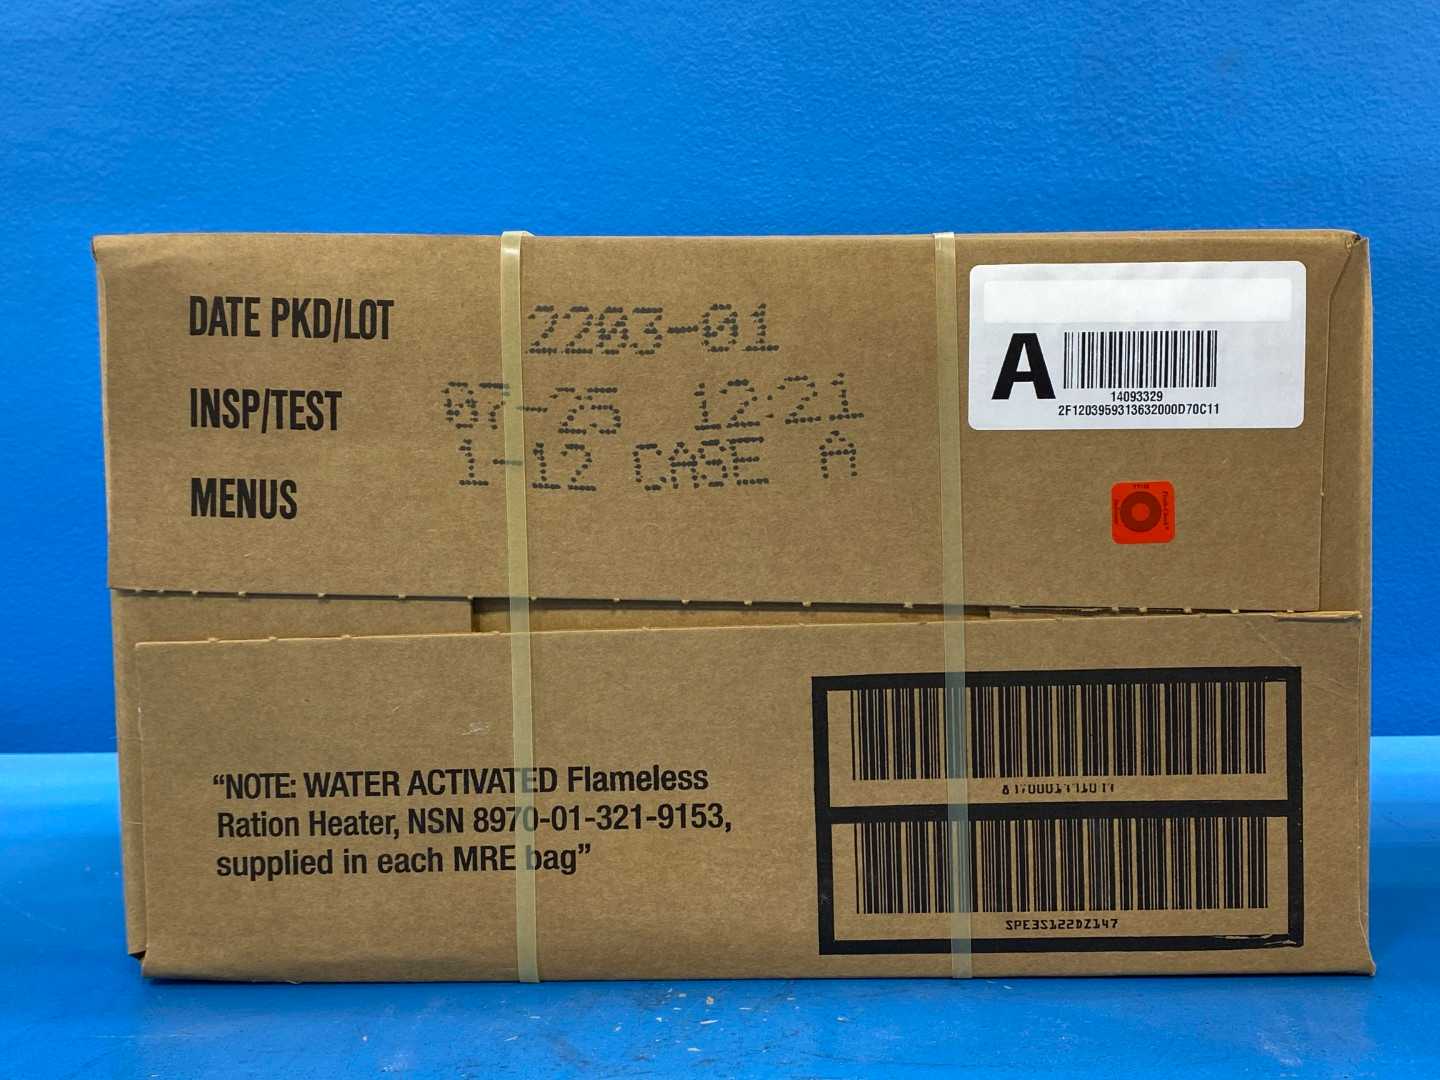 DATE PKD/LOT 2203-01
INSP/TEST 07-25 12:21
MENUS 1-12 CASE A
A
14093329
2F1203959313632000D70C11
"NOTE: WATER ACTIVATED Flameless
Ration Heater, NSN 8970-01-321-9153,
supplied in each MRE bag"
SPE3S122DZ147